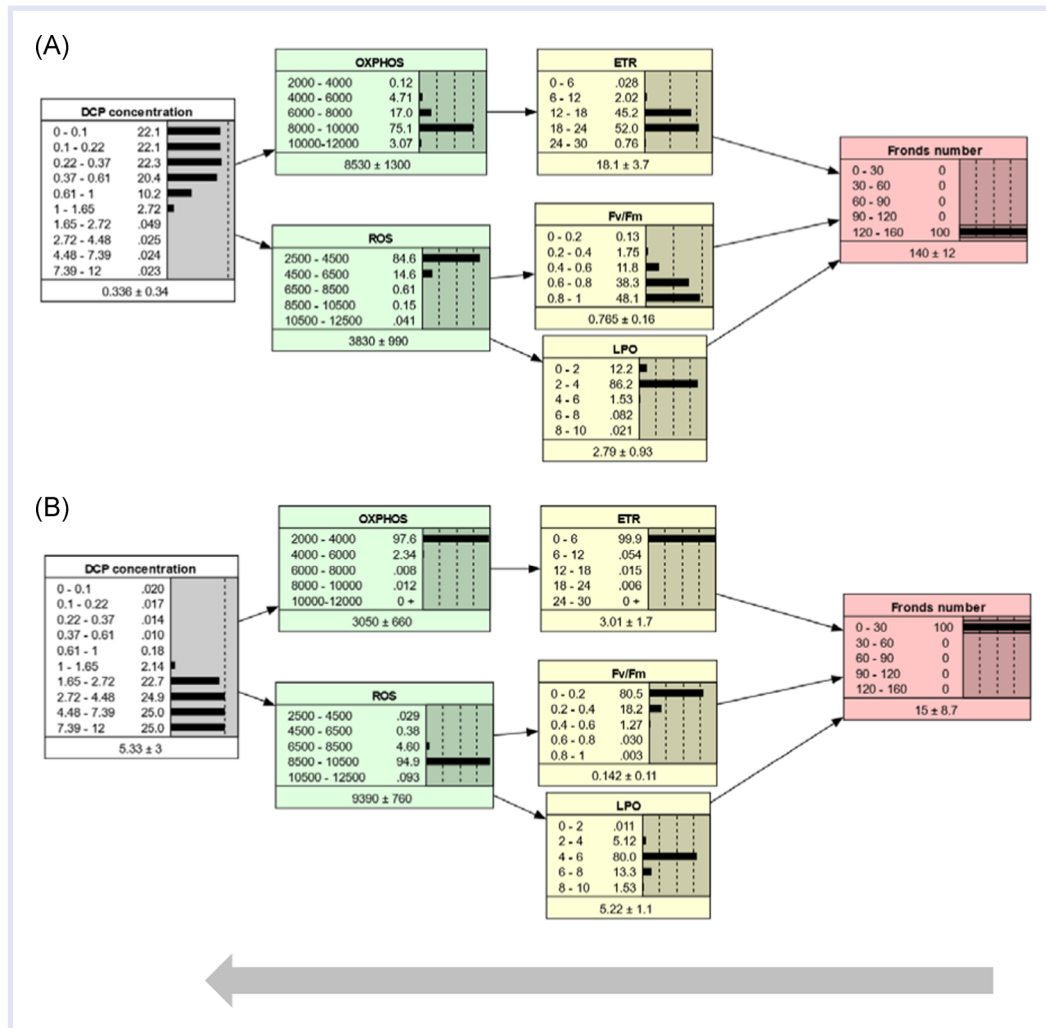 (A)
DCP concentration
0 - 0.1 22.1
0.1 - 0.22 22.1
0.22 - 0.37 22.3
0.37 - 0.61 20.4
0.61 - 1 10.2
1 - 1.65 2.72
1.65 - 2.72 .049
2.72 - 4.48 .025
4.48 - 7.39 .024
7.39 - 12 .023
0.336 ± 0.34
OXPHOS
2000 - 4000 0.12
4000 - 6000 4.71
6000 - 8000 17.0
8000 - 10000 75.1
10000-12000 3.07
8530 ± 1300
ROS
2500 - 4500 84.6
4500 - 6500 14.6
6500 - 8500 0.61
8500 - 10500 0.15
10500 - 12500 .041
3830 ± 990
ETR
0 - 6 .028
6 - 12 2.02
12 - 18 45.2
18 - 24 52.0
24 - 30 0.76
18.1 ± 3.7
Fv/Fm
0 - 0.2 0.13
0.2 - 0.4 1.75
0.4 - 0.6 11.8
0.6 - 0.8 38.3
0.8 - 1 48.1
0.765 ± 0.16
LPO
0 - 2 12.2
2 - 4 86.2
4 - 6 1.53
6 - 8 .082
8 - 10 .021
2.79 ± 0.93
Fronds number
0 - 30 0
30 - 60 0
60 - 90 0
90 - 120 0
120 - 160 100
140 ± 12
(B)
DCP concentration
0 - 0.1 .020
0.1 - 0.22 .017
0.22 - 0.37 .014
0.37 - 0.61 .010
0.61 - 1 0.18
1 - 1.65 2.14
1.65 - 2.72 22.7
2.72 - 4.48 24.9
4.48 - 7.39 25.0
7.39 - 12 25.0
5.33 ± 3
OXPHOS
2000 - 4000 97.6
4000 - 6000 2.34
6000 - 8000 .008
8000 - 10000 .012
10000-12000 0 +
3050 ± 660
ROS
2500 - 4500 .029
4500 - 6500 0.38
6500 - 8500 4.60
8500 - 10500 94.9
10500 - 12500 .093
9390 ± 760
ETR
0 - 6 99.9
6 - 12 .054
12 - 18 .015
18 - 24 .006
24 - 30 0 +
3.01 ± 1.7
Fv/Fm
0 - 0.2 80.5
0.2 - 0.4 18.2
0.4 - 0.6 1.27
0.6 - 0.8 .030
0.8 - 1 .003
0.142 ± 0.11
LPO
0 - 2 .011
2 - 4 5.12
4 - 6 80.0
6 - 8 13.3
8 - 10 1.53
5.22 ± 1.1
Fronds number
0 - 30 100
30 - 60 0
60 - 90 0
90 - 120 0
120 - 160 0
15 ± 8.7